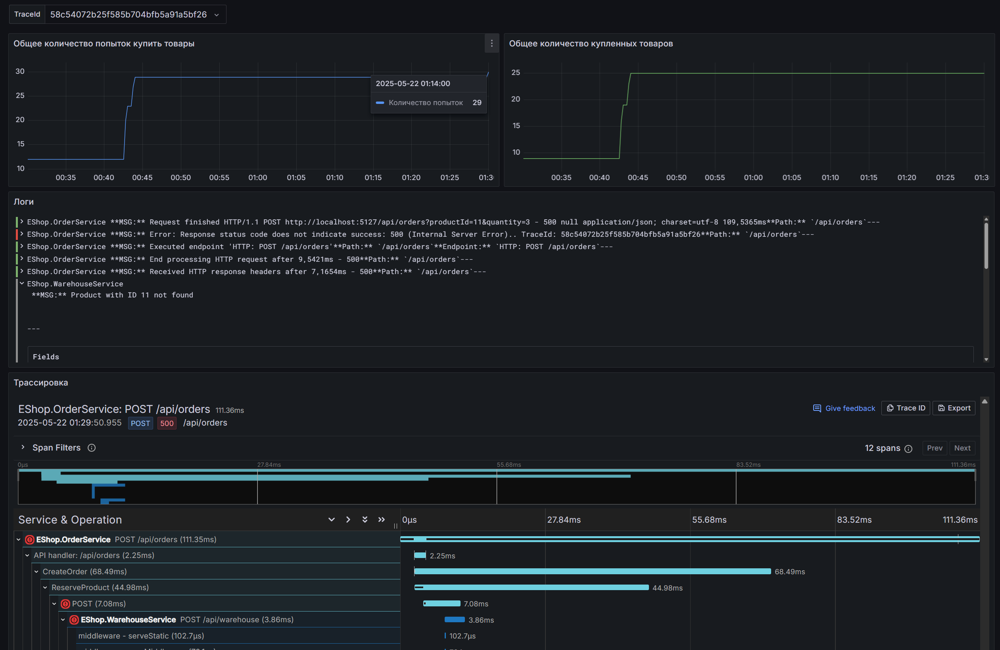 TraceId 58c54072b25f585b704bfb5a91a5bf26
Общее количество попыток купить товары
30
25
20
15
10
00:35 00:40 00:45 00:50 00:55 01:00 01:05 01:10 01:15 01:20 01:25 01:3
2025-05-22 01:14:00
Количество попыток 29
Общее количество купленных товаров
25
20
15
10
00:35 00:40 00:45 00:50 00:55 01:00 01:05 01:10 01:15 01:20 01:25 01:3
Логи
EShop.OrderService **MSG:** Request finished HTTP/1.1 POST http://localhost:5127/api/orders?productId=11&quantity=3 - 500 null application/json; charset=utf-8 109,5365ms**Path:** `/api/orders`---
EShop.OrderService **MSG:** Error: Response status code does not indicate success: 500 (Internal Server Error).. TraceId: 58c54072b25f585b704bfb5a91a5bf26**Path:** `/api/orders`---
EShop.OrderService **MSG:** Executed endpoint 'HTTP: POST /api/orders'**Path:** `/api/orders`**Endpoint:** `HTTP: POST /api/orders`---
EShop.OrderService **MSG:** End processing HTTP request after 9,5421ms - 500**Path:** `/api/orders`---
EShop.OrderService **MSG:** Received HTTP response headers after 7,1654ms - 500**Path:** `/api/orders`---
EShop.WarehouseService
**MSG:** Product with ID 11 not found
---
Fields
Трассировка
EShop.OrderService: POST /api/orders 111.36ms
Give feedback Trace ID Export
2025-05-22 01:29:50.955 POST 500 /api/orders
Span Filters 12 spans Prev Next
0μs 27.84ms 55.68ms 83.52ms 111.36ms
Service & Operation 0μs 27.84ms 55.68ms 83.52ms 111.36ms
EShop.OrderService POST /api/orders (111.35ms)
API handler: /api/orders (2.25ms) 2.25ms
CreateOrder (68.49ms) 68.49ms
ReserveProduct (44.98ms) 44.98ms
POST (7.08ms) 7.08ms
EShop.WarehouseService POST /api/warehouse (3.86ms) 3.86ms
middleware - serveStatic (102.7μs) 102.7μs